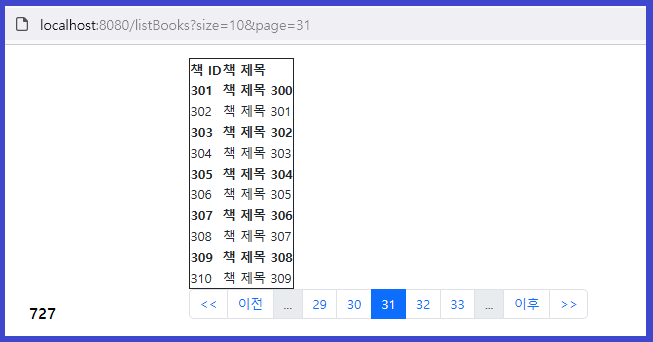 localhost:8080/listBooks?size=10&page=31
책 ID 책 제목
301 책 제목 300
302 책 제목 301
303 책 제목 302
304 책 제목 303
305 책 제목 304
306 책 제목 305
307 책 제목 306
308 책 제목 307
309 책 제목 308
310 책 제목 309
<< 이전 ... 29 30 31 32 33 ... 이후 >>
727